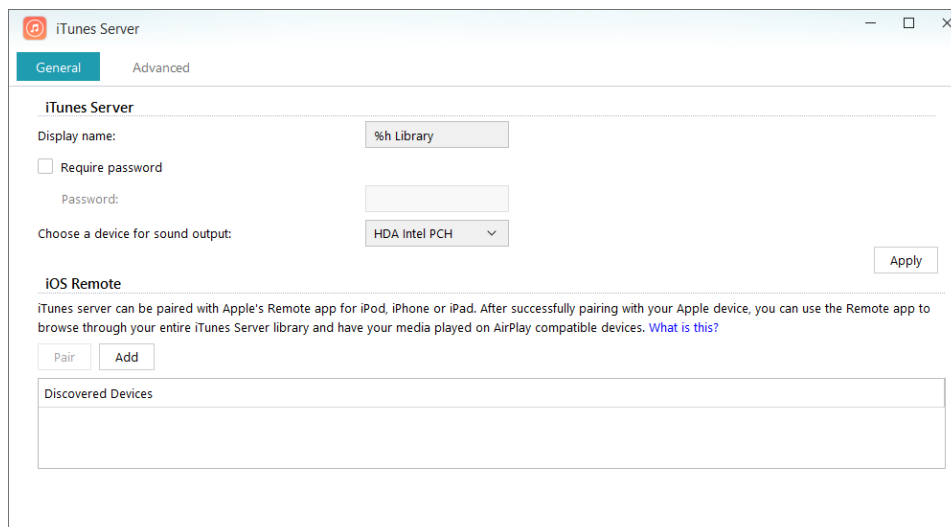 iTunes Server
General Advanced
iTunes Server
Display name: %h Library
Require password
Password:
Choose a device for sound output: HDA Intel PCH
Apply
iOS Remote
iTunes server can be paired with Apple's Remote app for iPod, iPhone or iPad. After successfully pairing with your Apple device, you can use the Remote app to
browse through your entire iTunes Server library and have your media played on AirPlay compatible devices. What is this?
Pair Add
Discovered Devices